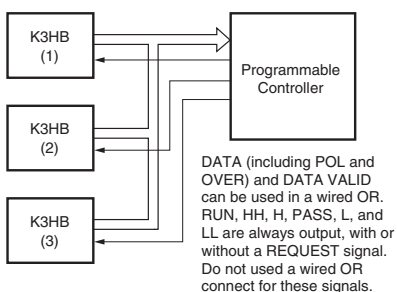 K3HB
(1)
K3HB
(2)
K3HB
(3)
Programmable
Controller
DATA (including POL and
OVER) and DATA VALID
can be used in a wired OR.
RUN, HH, H, PASS, L, and
LL are always output, with or
without a REQUEST signal.
Do not used a wired OR
connect for these signals.